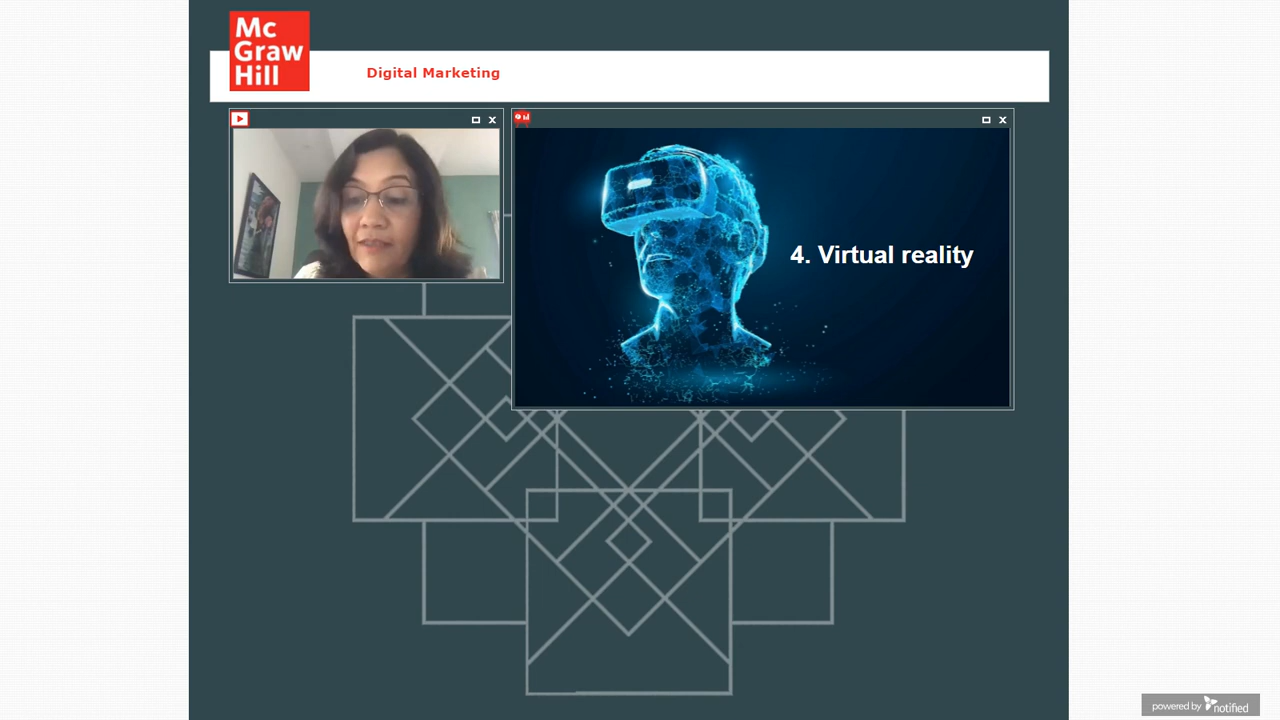 Mc
Graw
Hill
Digital Marketing
4. Virtual reality
powered by notified